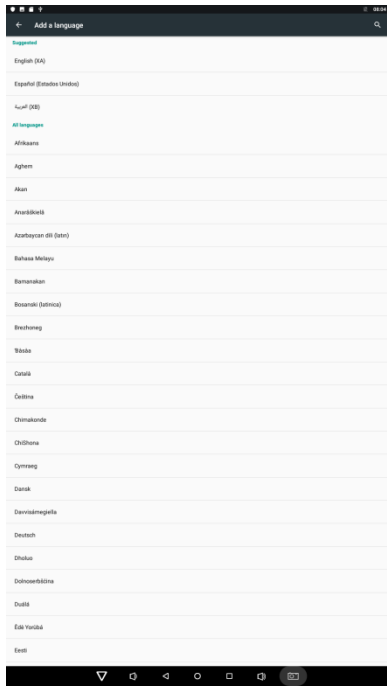 08:04
Add a language
Suggested
English (XA)
Español (Estados Unidos)
العربية (XB)
All languages
Afrikaans
Aghem
Akan
Anarâškielâ
Azərbaycan dili (latın)
Bahasa Melayu
Bamanakan
Bosanski (latinica)
Brezhoneg
Ɓàsàa
Català
Čeština
Chimakonde
ChiShona
Cymraeg
Dansk
Davvisámegiella
Deutsch
Dholuo
Dolnoserbšćina
Duálá
Èdè Yorùbá
Eesti